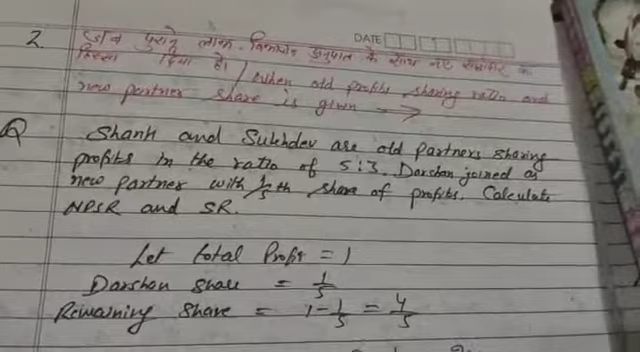 DATE
2. जब पुराने लाभ विभाजन अनुपात के साथ नए साझेदार का
हिस्सा दिया हो / When old profits sharing ratio and
new partner share is given →
Q Shanh and Sukhdev are old partners sharing
profits in the ratio of 5:3. Darshan joined as
new partner with 1/5th share of profits. Calculate
NPSR and SR.
Let total Profit = 1
Darshan share = 1/5
Remaining share = 1-1/5 = 4/5